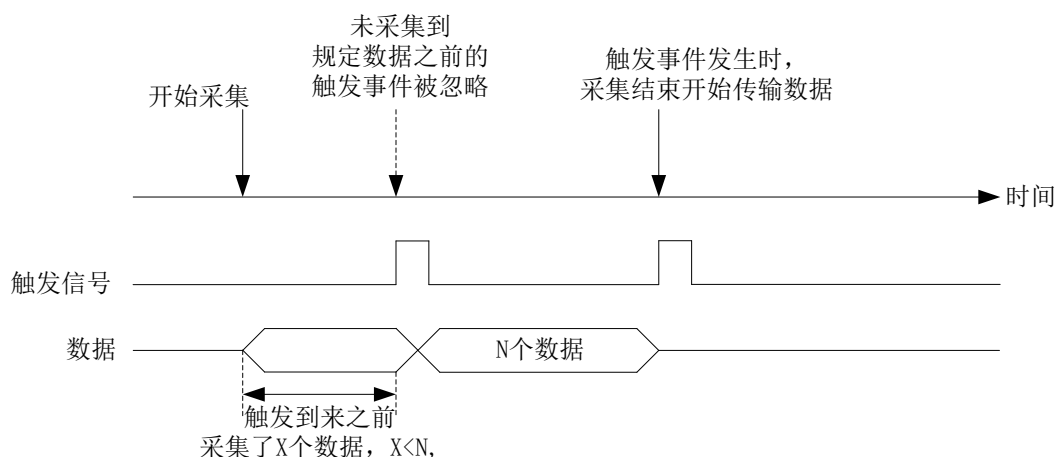 未采集到
规定数据之前的
触发事件被忽略
触发事件发生时，
采集结束开始传输数据
开始采集
时间
触发信号
数据
N个数据
触发到来之前
采集了X个数据，X<N,